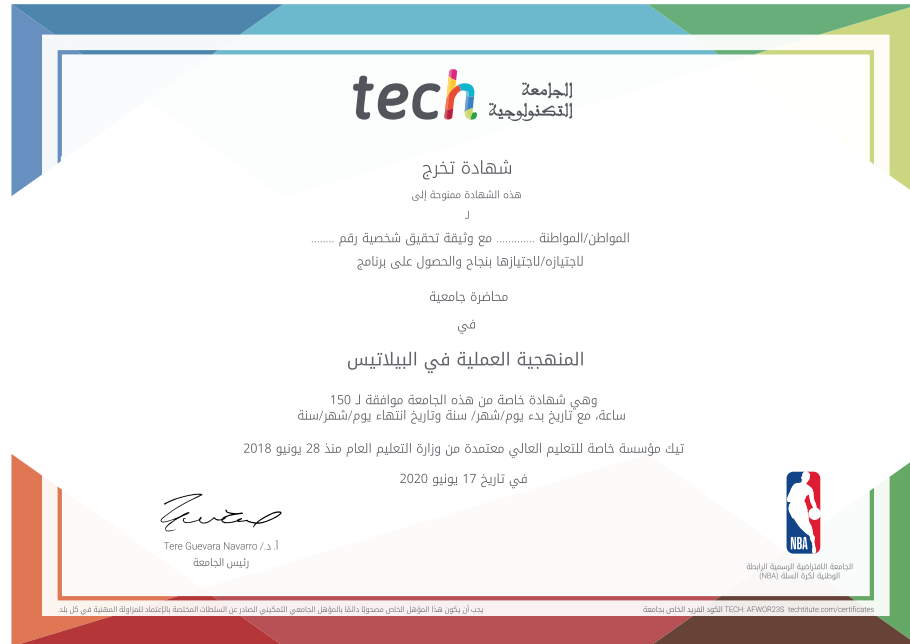 tech الجامعة
التكنولوجية
شهادة تخرج
هذه الشهادة ممنوحة إلى
لـ
المواطن/المواطنة ............. مع وثيقة تحقيق شخصية رقم ........
لاجتيازه/لاجتيازها بنجاح والحصول على برنامج
محاضرة جامعية
في
المنهجية العملية في البيلاتيس
وهي شهادة خاصة من هذه الجامعة موافقة لـ 150
ساعة، مع تاريخ بدء يوم/شهر/ سنة وتاريخ انتهاء يوم/شهر/سنة
تيك مؤسسة خاصة للتعليم العالي معتمدة من وزارة التعليم العام منذ 28 يونيو 2018
في تاريخ 17 يونيو 2020
أ. د./ Tere Guevara Navarro
رئيس الجامعة
NBA
الجامعة الافتراضية الرسمية الرابطة
الوطنية لكرة السلة (NBA)
يجب أن يكون هذا المؤهل الخاص مصحوبًا دائمًا بالمؤهل الجامعي التمكيني الصادر عن السلطات المختصة بالإعتماد للمزاولة المهنية في كل بلد.
الكود الفريد الخاص بجامعة TECH: AFWOR23S techtitute.com/certificates